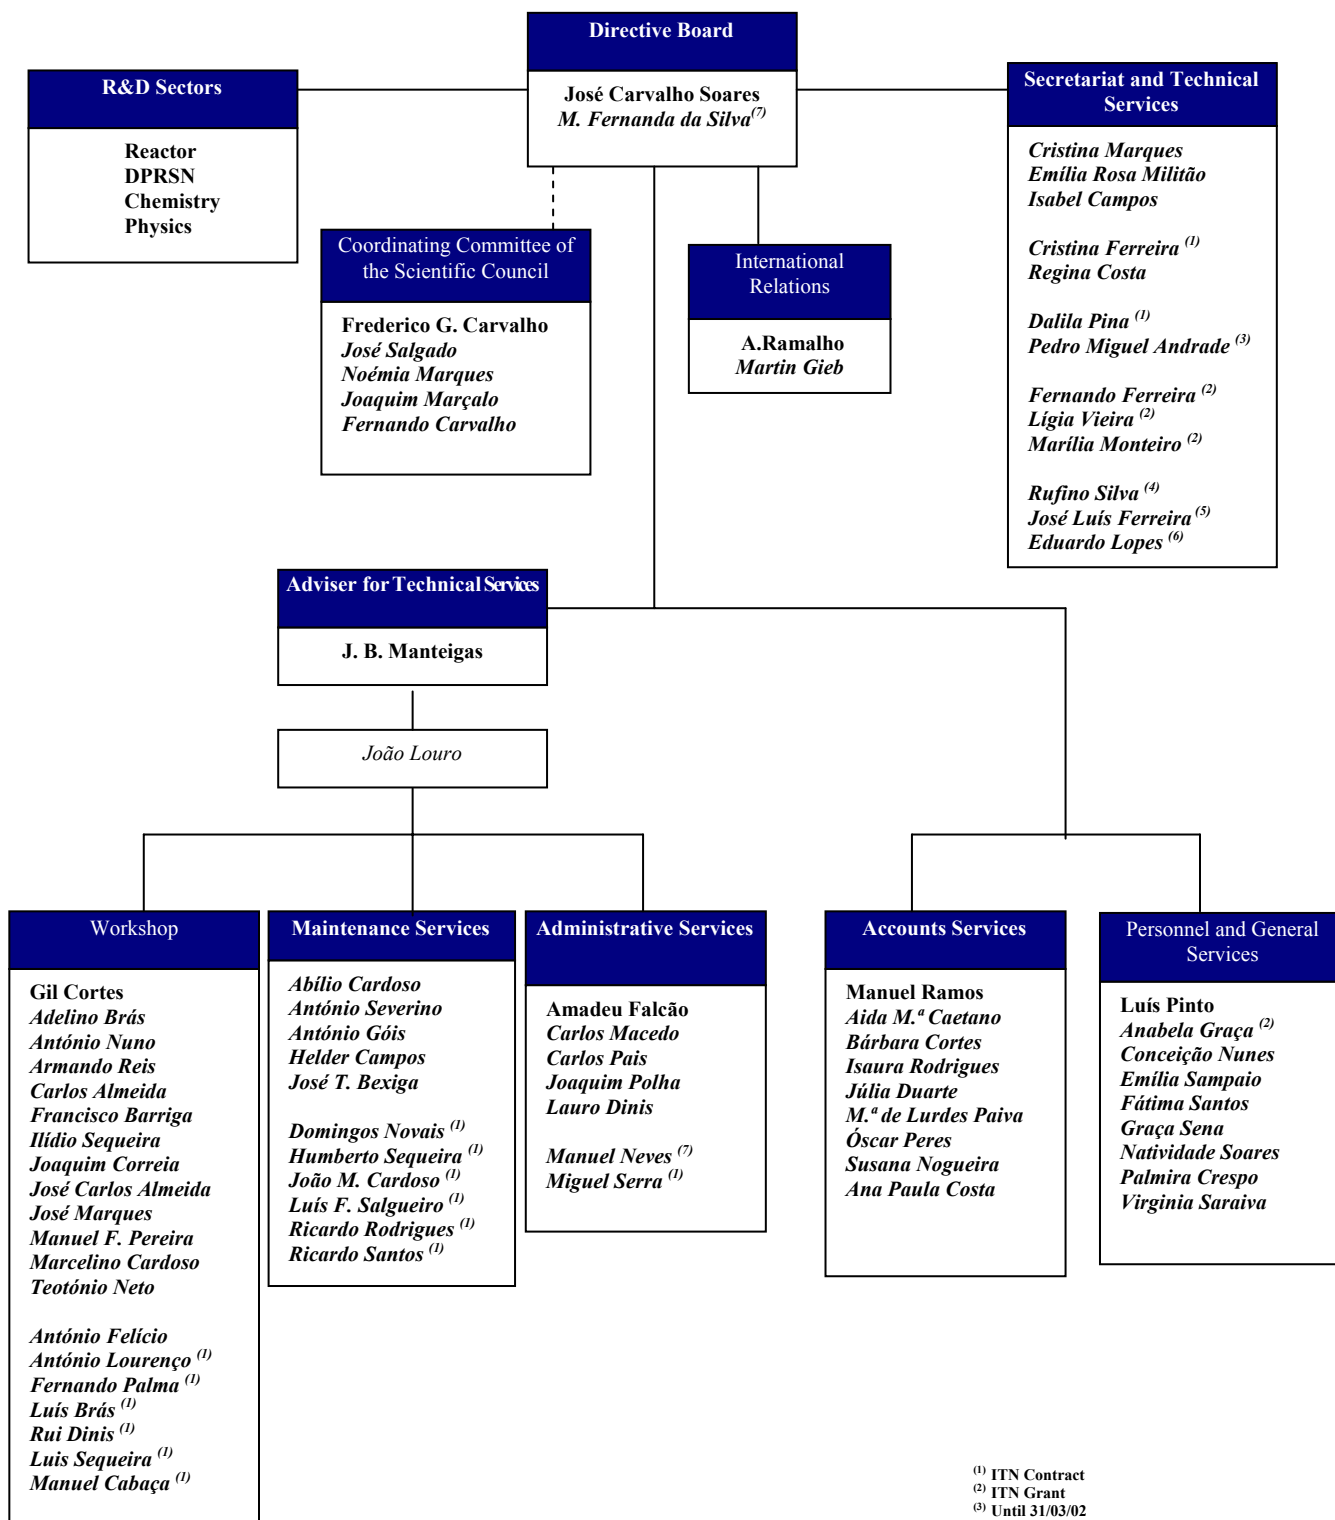 Directive Board
José Carvalho Soares
M. Fernanda da Silva(7)
R&D Sectors
Reactor
DPRSN
Chemistry
Physics
Secretariat and Technical
Services
Cristina Marques
Emília Rosa Militão
Isabel Campos
Cristina Ferreira (1)
Regina Costa
Dalila Pina (1)
Pedro Miguel Andrade (3)
Fernando Ferreira (2)
Lígia Vieira (2)
Marília Monteiro (2)
Rufino Silva (4)
José Luís Ferreira (5)
Eduardo Lopes (6)
Coordinating Committee of
the Scientific Council
Frederico G. Carvalho
José Salgado
Noémia Marques
Joaquim Marçalo
Fernando Carvalho
International
Relations
A.Ramalho
Martin Gieb
Adviser for Technical Services
J. B. Manteigas
João Louro
Workshop
Gil Cortes
Adelino Brás
António Nuno
Armando Reis
Carlos Almeida
Francisco Barriga
Ilídio Sequeira
Joaquim Correia
José Carlos Almeida
José Marques
Manuel F. Pereira
Marcelino Cardoso
Teotónio Neto
António Felício
António Lourenço (1)
Fernando Palma (1)
Luís Brás (1)
Rui Dinis (1)
Luis Sequeira (1)
Manuel Cabaça (1)
Maintenance Services
Abílio Cardoso
António Severino
António Góis
Helder Campos
José T. Bexiga
Domingos Novais (1)
Humberto Sequeira (1)
João M. Cardoso (1)
Luís F. Salgueiro (1)
Ricardo Rodrigues (1)
Ricardo Santos (1)
Administrative Services
Amadeu Falcão
Carlos Macedo
Carlos Pais
Joaquim Polha
Lauro Dinis
Manuel Neves (7)
Miguel Serra (1)
Accounts Services
Manuel Ramos
Aida M.ª Caetano
Bárbara Cortes
Isaura Rodrigues
Júlia Duarte
M.ª de Lurdes Paiva
Óscar Peres
Susana Nogueira
Ana Paula Costa
Personnel and General
Services
Luís Pinto
Anabela Graça (2)
Conceição Nunes
Emília Sampaio
Fátima Santos
Graça Sena
Natividade Soares
Palmira Crespo
Virginia Saraiva
(1) ITN Contract
(2) ITN Grant
(3) Until 31/03/02